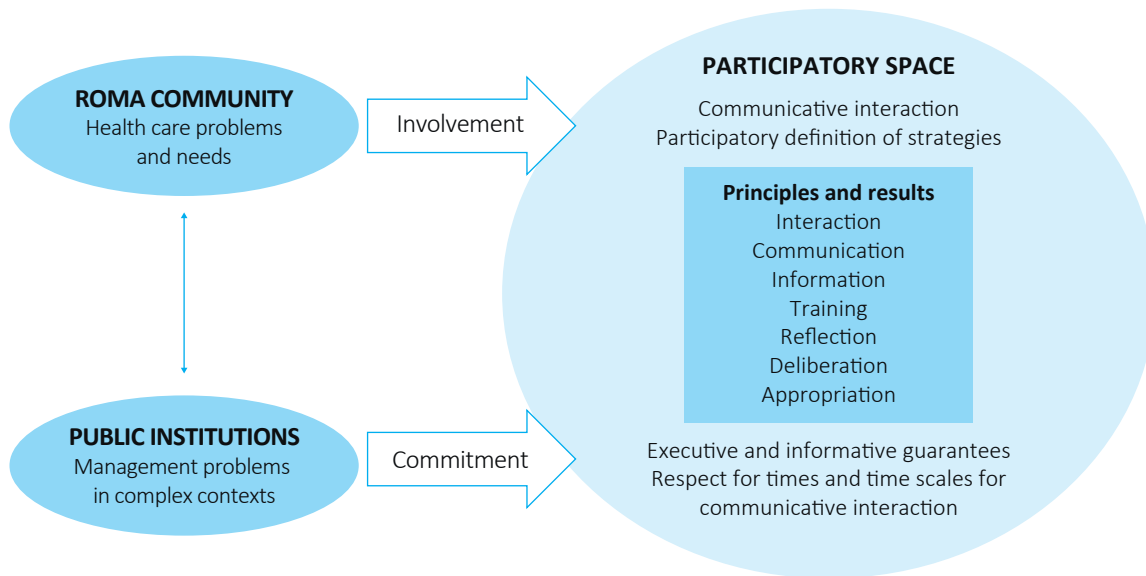 ROMA COMMUNITY
Health care problems
and needs
Involvement
PUBLIC INSTITUTIONS
Management problems
in complex contexts
Commitment
PARTICIPATORY SPACE
Communicative interaction
Participatory definition of strategies
Principles and results
Interaction
Communication
Information
Training
Reflection
Deliberation
Appropriation
Executive and informative guarantees
Respect for times and time scales for
communicative interaction